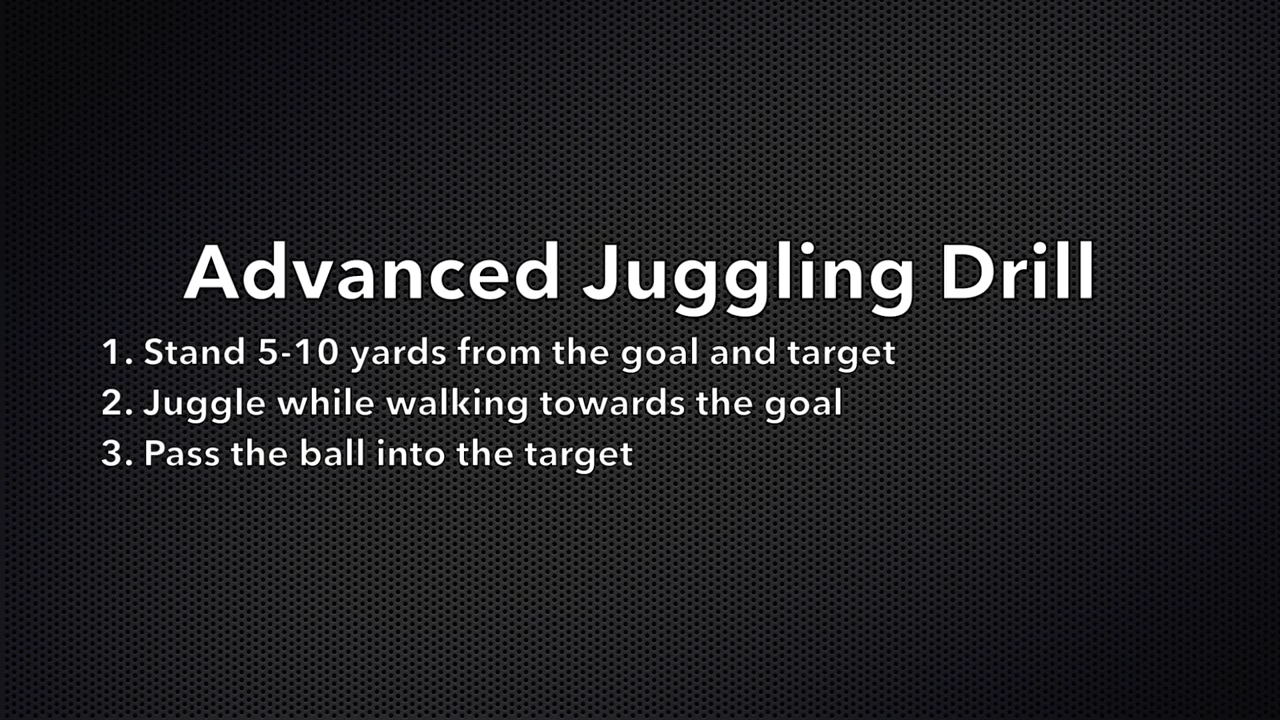 Advanced Juggling Drill
1. Stand 5-10 yards from the goal and target
2. Juggle while walking towards the goal
3. Pass the ball into the target